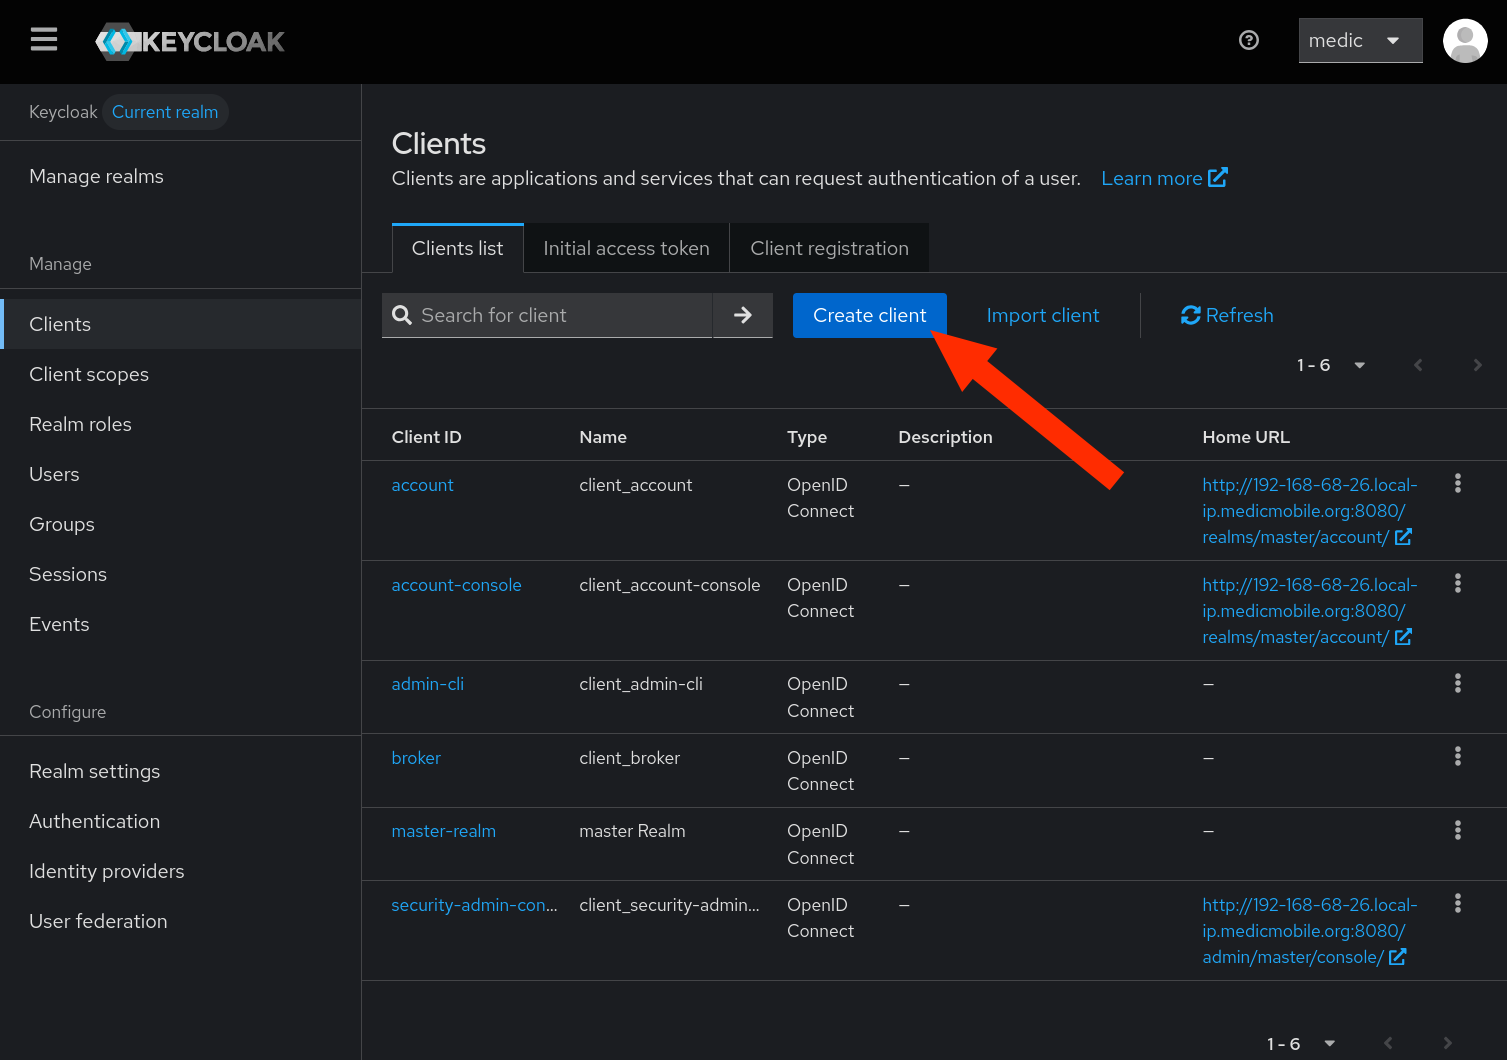 KEYCLOAK
medic
Keycloak Current realm
Manage realms
Manage
Clients
Client scopes
Realm roles
Users
Groups
Sessions
Events
Configure
Realm settings
Authentication
Identity providers
User federation
Clients
Clients are applications and services that can request authentication of a user. Learn more
Clients list Initial access token Client registration
Search for client Create client Import client Refresh
1 - 6
Client ID Name Type Description Home URL
account client_account OpenID – http://192-168-68-26.local-
Connect ip.medicmobile.org:8080/
realms/master/account/
account-console client_account-console OpenID – http://192-168-68-26.local-
Connect ip.medicmobile.org:8080/
realms/master/account/
admin-cli client_admin-cli OpenID – –
Connect
broker client_broker OpenID – –
Connect
master-realm master Realm OpenID – –
Connect
security-admin-con... client_security-admin... OpenID – http://192-168-68-26.local-
Connect ip.medicmobile.org:8080/
admin/master/console/
1 - 6